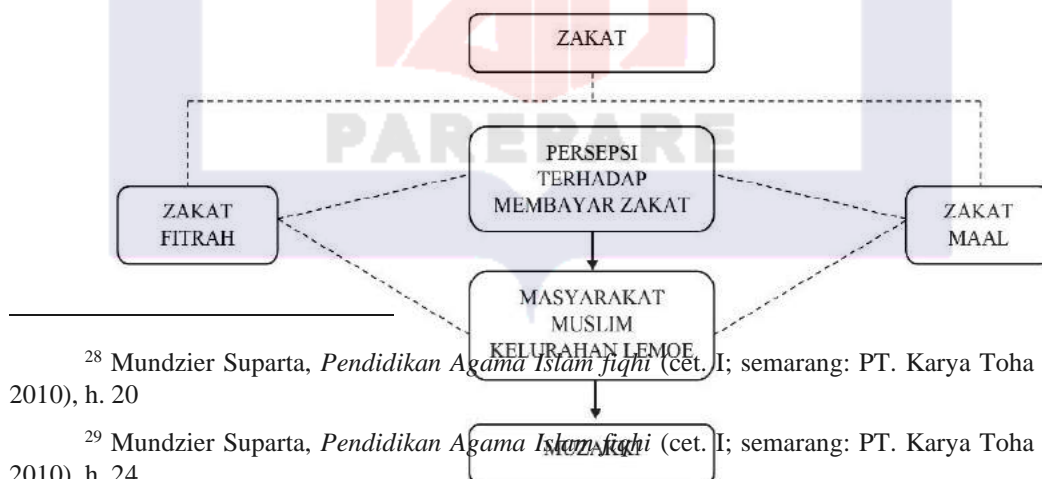 ZAKAT
PAREPARE
PERSEPSI
TERHADAP
MEMBAYAR ZAKAT
ZAKAT
FITRAH
ZAKAT
MAAL
MASYARAKAT
MUSLIM
KELURAHAN LEMOE
28 Mundzier Suparta, Pendidikan Agama Islam fiqhi (cet. I; semarang: PT. Karya Toha
2010), h. 20
MUZAKKI
29 Mundzier Suparta, Pendidikan Agama Islam fiqhi (cet. I; semarang: PT. Karya Toha
2010), h. 24